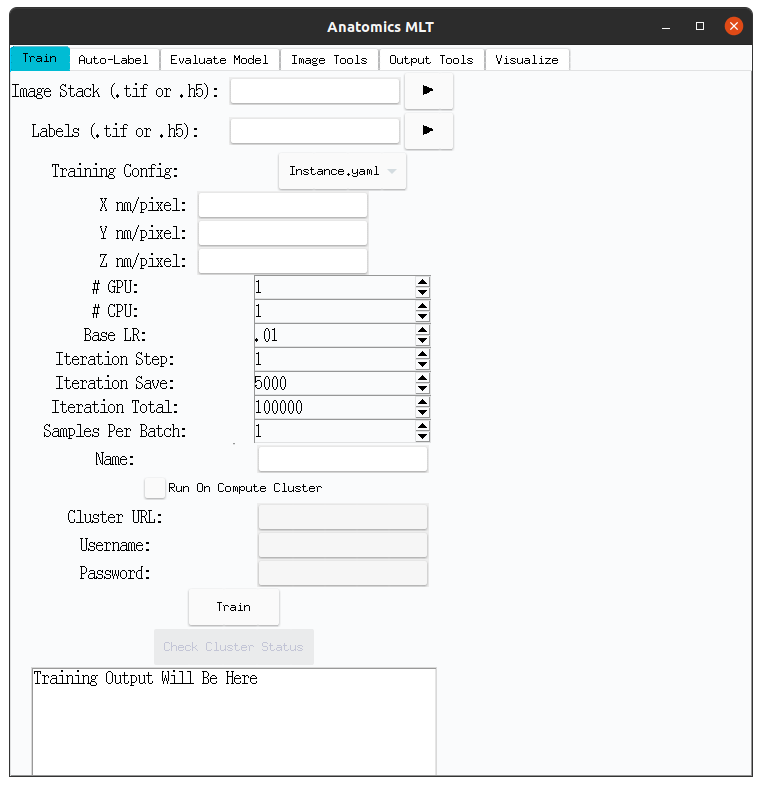 Anatomics MLT
Train Auto-Label Evaluate Model Image Tools Output Tools Visualize
Image Stack (.tif or .h5):
Labels (.tif or .h5):
Training Config: Instance.yaml
X nm/pixel:
Y nm/pixel:
Z nm/pixel:
# GPU: 1
# CPU: 1
Base LR: .01
Iteration Step: 1
Iteration Save: 5000
Iteration Total: 100000
Samples Per Batch: 1
Name:
Run On Compute Cluster
Cluster URL:
Username:
Password:
Train
Check Cluster Status
Training Output Will Be Here